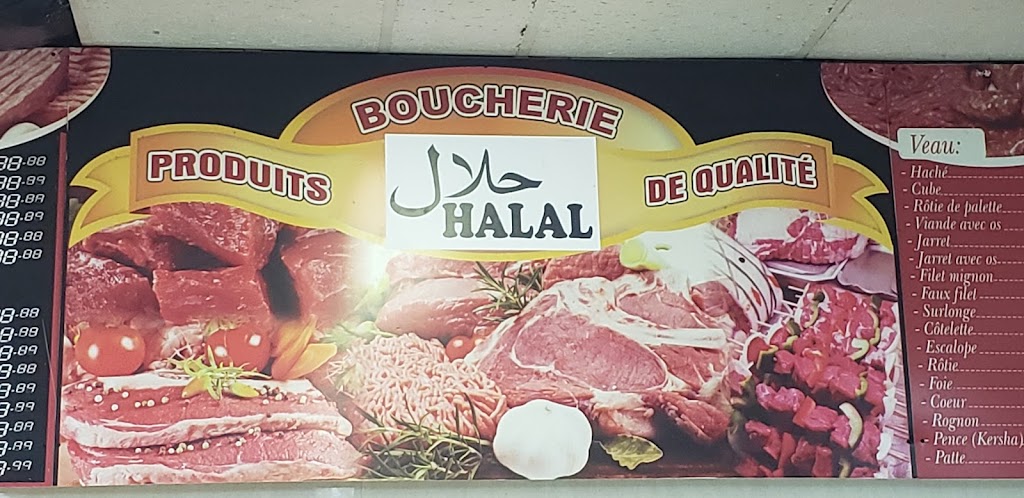 BOUCHERIE
PRODUITS
DE QUALITÉ
حلال
HALAL
Veau:
- Haché
- Cube
- Rôtie de palette
- Viande avec os
- Jarret
- Jarret avec os
- Filet mignon
- Faux filet
- Surlonge
- Côtelette
- Escalope
- Rôtie
- Foie
- Coeur
- Rognon
- Pence (Kersha)
- Patte